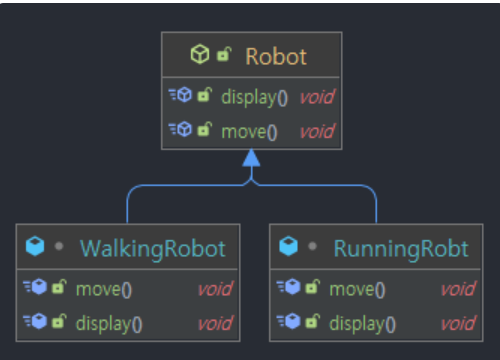 Robot
display() void
move() void
WalkingRobot
move() void
display() void
RunningRobt
move() void
display() void